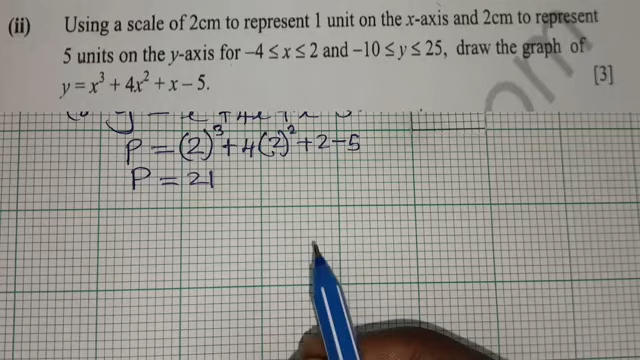 (ii) Using a scale of 2cm to represent 1 unit on the x-axis and 2cm to represent
5 units on the y-axis for −4 ≤ x ≤ 2 and −10 ≤ y ≤ 25, draw the graph of
y = x³ + 4x² + x − 5. [3]
P = (2)³ + 4(2)² + 2 − 5
P = 21